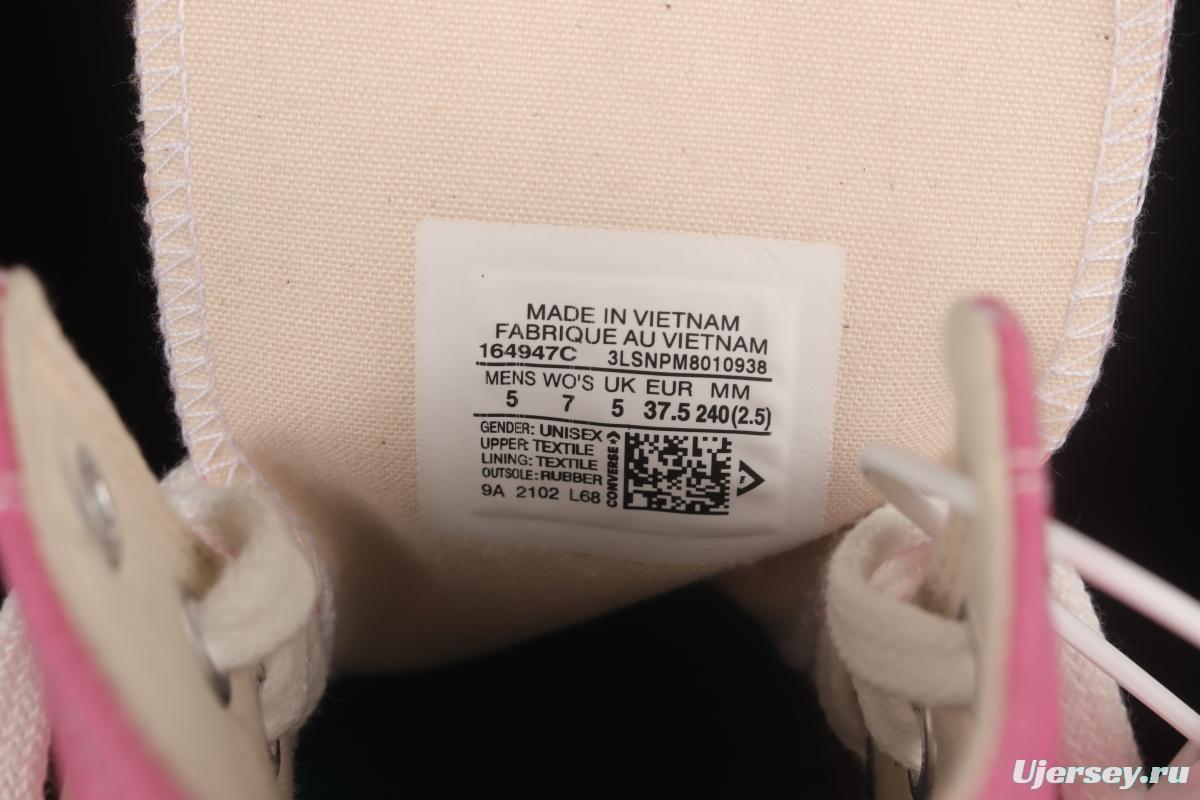 MADE IN VIETNAM
FABRIQUE AU VIETNAM
164947C 3LSNPM8010938
MENS WO'S UK EUR MM
5 7 5 37.5 240(2.5)
GENDER: UNISEX
UPPER: TEXTILE
LINING: TEXTILE
OUTSOLE: RUBBER
9A 2102 L68
CONVERSE
Ujersey.ru